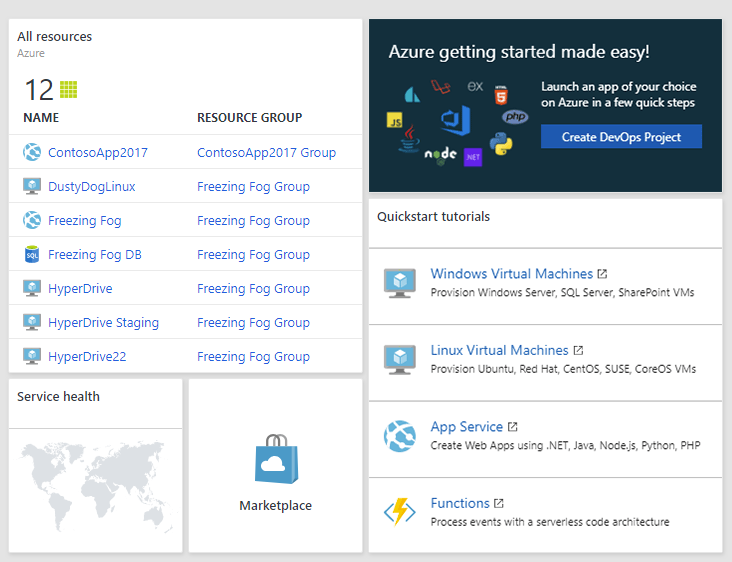 All resources
Azure
12
NAME RESOURCE GROUP
ContosoApp2017 ContosoApp2017 Group
DustyDogLinux Freezing Fog Group
Freezing Fog Freezing Fog Group
SQL Freezing Fog DB Freezing Fog Group
HyperDrive Freezing Fog Group
HyperDrive Staging Freezing Fog Group
HyperDrive22 Freezing Fog Group
Service health
Marketplace
Azure getting started made easy!
EX HTML 5
JS php
node .NET
Launch an app of your choice
on Azure in a few quick steps
Create DevOps Project
Quickstart tutorials
Windows Virtual Machines
Provision Windows Server, SQL Server, SharePoint VMs
Linux Virtual Machines
Provision Ubuntu, Red Hat, CentOS, SUSE, CoreOS VMs
App Service
Create Web Apps using .NET, Java, Node.js, Python, PHP
Functions
Process events with a serverless code architecture